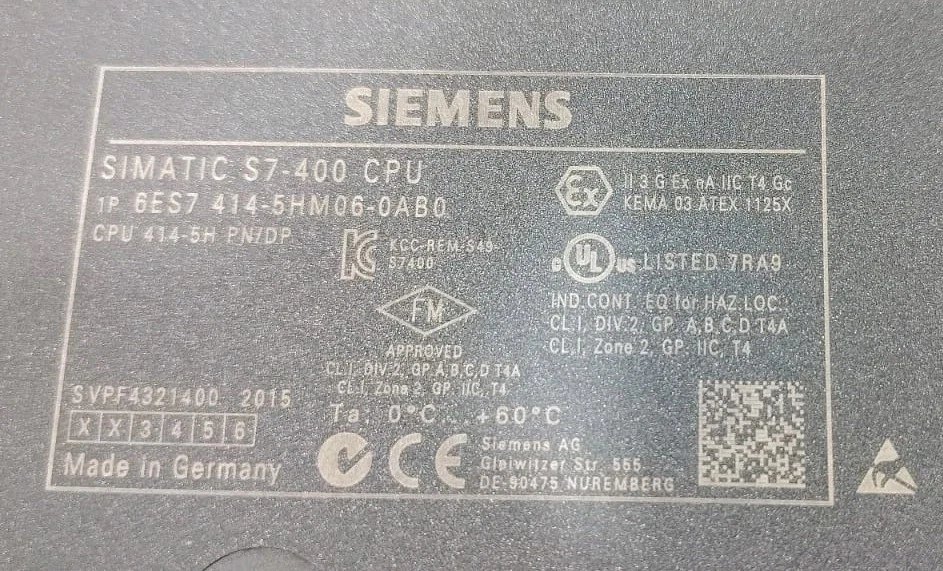 SIEMENS
SIMATIC S7-400 CPU
1P 6ES7 414-5HM06-0AB0
CPU 414-5H PN/DP
KCC-REM-S49-
S7400
Ex
II 3 G Ex nA IIC T4 Gc
KEMA 03 ATEX 1125X
C UL US LISTED 7RA9
IND.CONT. EQ for HAZ.LOC.
CL.I, DIV.2, GP. A,B,C,D T4A
CL.I, Zone 2, GP. IIC, T4
FM
APPROVED
CL.I, DIV.2, GP.A,B,C,D T4A
CL.I, Zone 2, GP. IIC, T4
Ta: 0°C...+60°C
SVPF4321400 2015
X X 3 4 5 6
Made in Germany
CE
Siemens AG
Gleiwitzer Str. 555
DE-90475 NUREMBERG